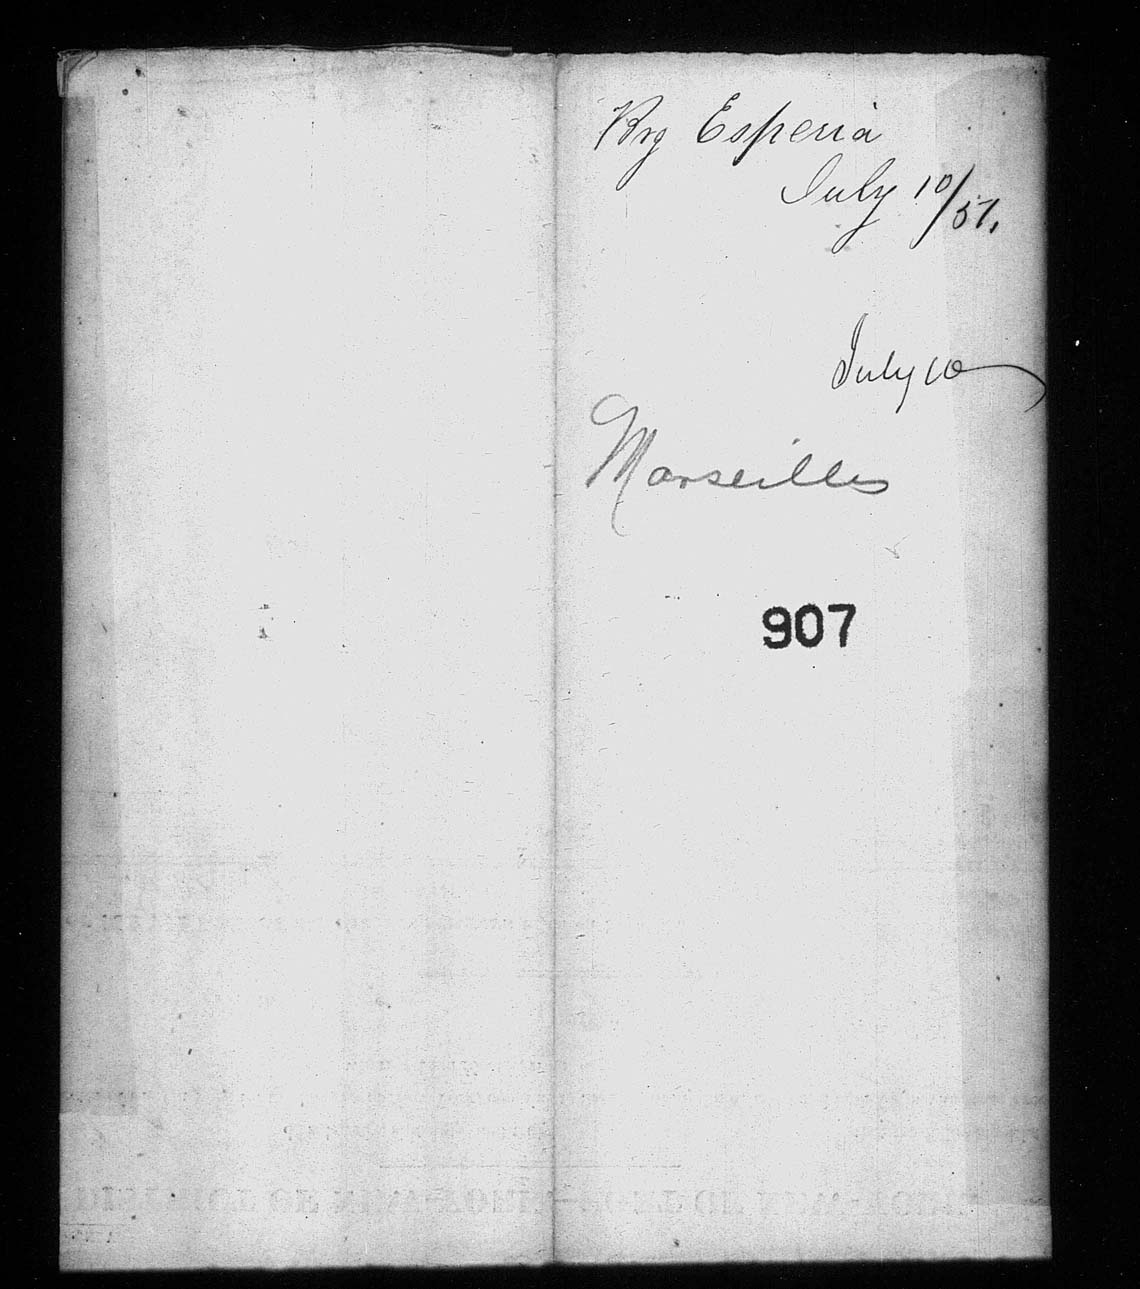 Brg Esperia
July 10/57.
July 10
Marseilles
907